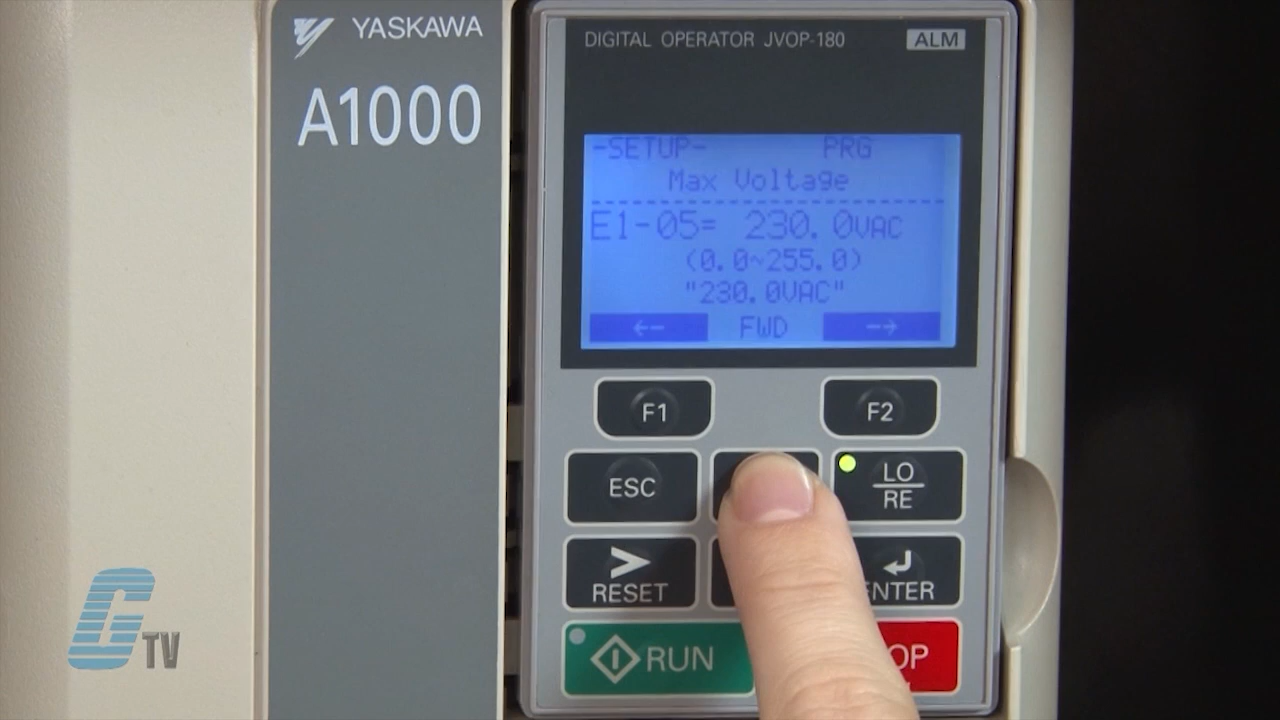 YASKAWA
A1000
DIGITAL OPERATOR JVOP-180
ALM
-SETUP- PRG
Max Voltage
E1-05= 230.0VAC
(0.0~255.0)
"230.0VAC"
←- FWD -→
F1
F2
ESC
LO
RE
>
RESET
ENTER
RUN
OP
G TV